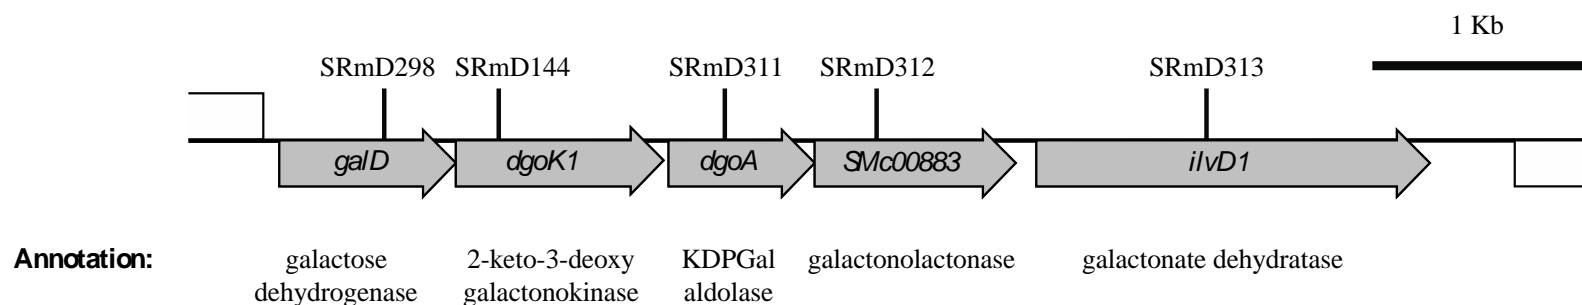 1 Kb
SRmD298 SRmD144 SRmD311 SRmD312 SRmD313
galD dgoK1 dgoA SMc00883 ilvD1
Annotation: galactose 2-keto-3-deoxy KDPGal galactonolactonase galactonate dehydratase
dehydrogenase galactonokinase aldolase